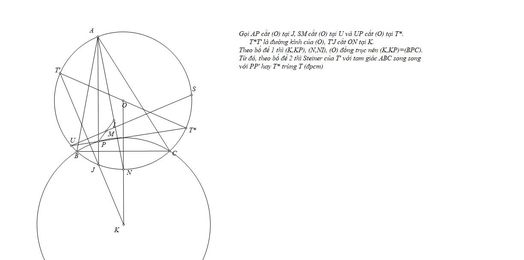 Gọi AP cắt (O) tại J, SM cắt (O) tại U và UP cắt (O) tại T*.
T*T' là đường kính của (O), T'J cắt ON tại K.
Theo bổ đề 1 thì (K,KP), (N,NI), (O) đồng trục nên (K,KP)=(BPC).
Từ đó, theo bổ đề 2 thì Steiner của T' với tam giác ABC song song
với PP' hay T* trùng T (đpcm)
A
T'
S
O
I
U
M
T*
P
B
C
J
N
K